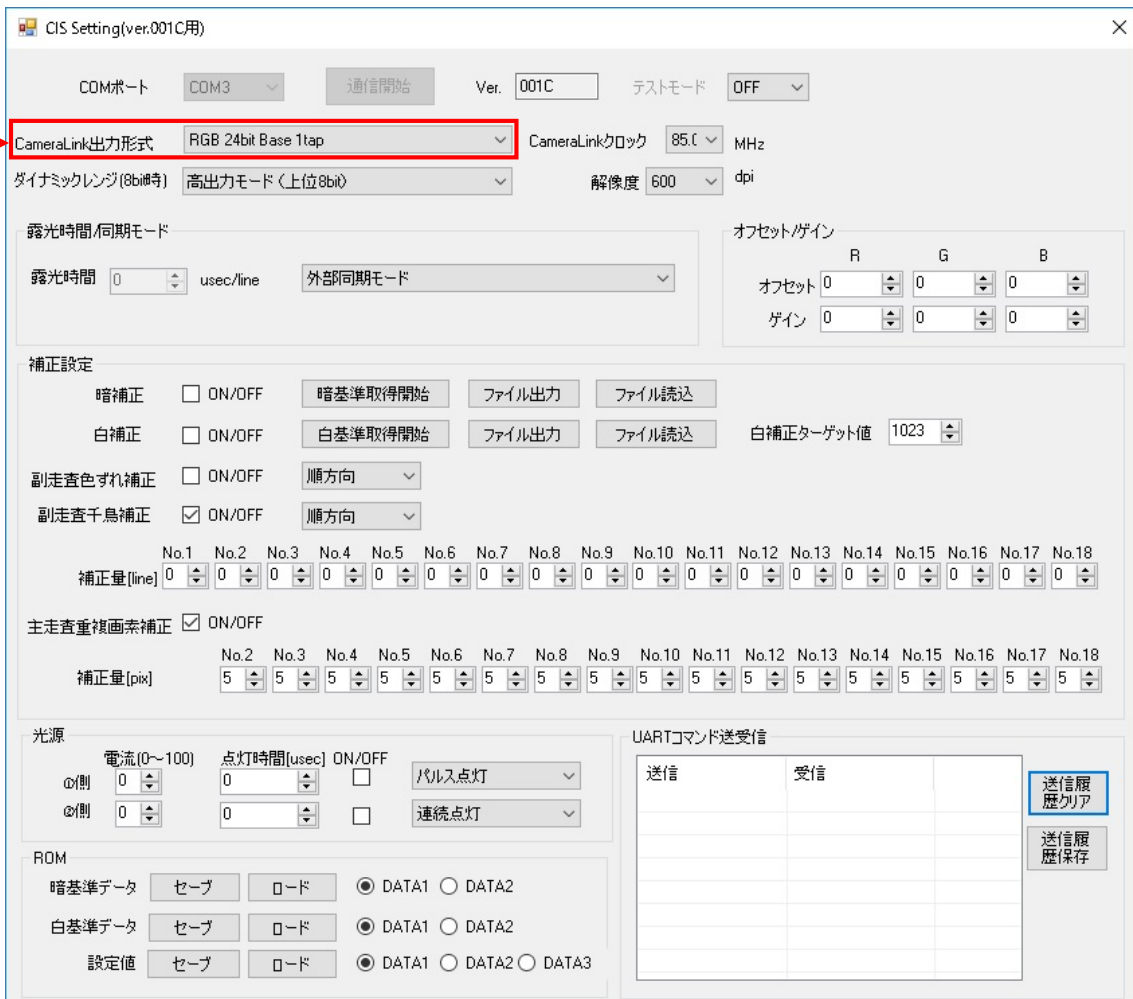 CIS Setting(ver.001C用)
COMポート COM3 通信開始 Ver. 001C テストモード OFF
CameraLink出力形式 RGB 24bit Base 1tap CameraLinkクロック 85.0 MHz
ダイナミックレンジ(8bit時) 高出力モード(上位8bit) 解像度 600 dpi
露光時間/同期モード
露光時間 0 usec/line 外部同期モード
オフセット/ゲイン
R G B
オフセット 0 0 0
ゲイン 0 0 0
補正設定
暗補正 ON/OFF 暗基準取得開始 ファイル出力 ファイル読込
白補正 ON/OFF 白基準取得開始 ファイル出力 ファイル読込 白補正ターゲット値 1023
副走査色ずれ補正 ON/OFF 順方向
副走査千鳥補正 ON/OFF 順方向
No.1 No.2 No.3 No.4 No.5 No.6 No.7 No.8 No.9 No.10 No.11 No.12 No.13 No.14 No.15 No.16 No.17 No.18
補正量[line] 0 0 0 0 0 0 0 0 0 0 0 0 0 0 0 0 0 0
主走査重複画素補正 ON/OFF
No.2 No.3 No.4 No.5 No.6 No.7 No.8 No.9 No.10 No.11 No.12 No.13 No.14 No.15 No.16 No.17 No.18
補正量[pix] 5 5 5 5 5 5 5 5 5 5 5 5 5 5 5 5 5
光源
電流(0～100) 点灯時間[usec] ON/OFF
①側 0 0 パルス点灯
②側 0 0 連続点灯
ROM
暗基準データ セーブ ロード DATA1 DATA2
白基準データ セーブ ロード DATA1 DATA2
設定値 セーブ ロード DATA1 DATA2 DATA3
UARTコマンド送受信
送信 受信
送信履
歴クリア
送信履
歴保存